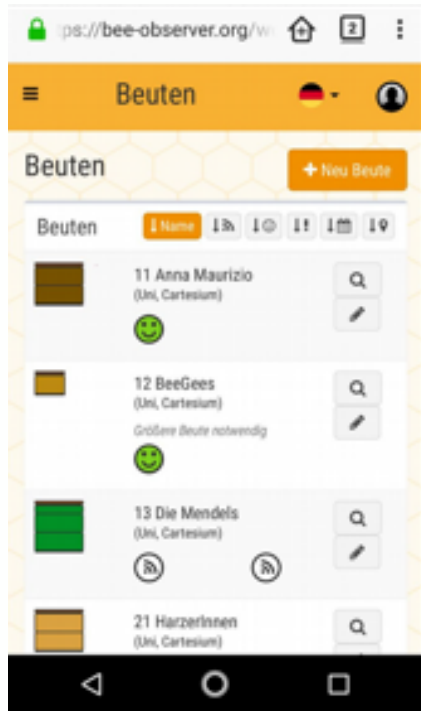 ps://bee-observer.org/w
2
Beuten
Beuten
+ Neu Beute
Beuten
Name
11 Anna Maurizio
(Uni, Cartesium)
12 BeeGees
(Uni, Cartesium)
Größere Beute notwendig
13 Die Mendels
(Uni, Cartesium)
21 HarzerInnen
(Uni, Cartesium)